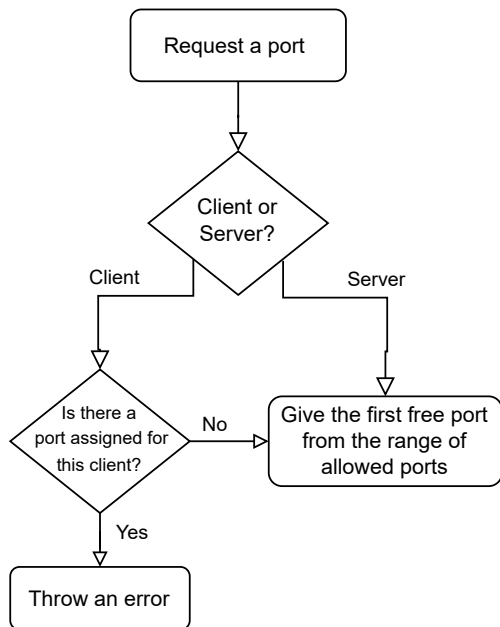 Request a port
Client or
Server?
Client
Server
Is there a
port assigned for
this client?
No
Give the first free port
from the range of
allowed ports
Yes
Throw an error